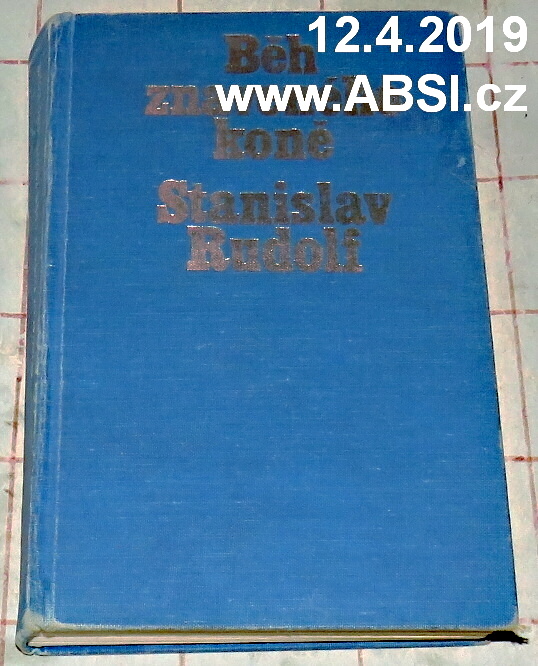 12.4.2019
Běh
www.ABSI.cz
koně
Stanislav
Rudolf